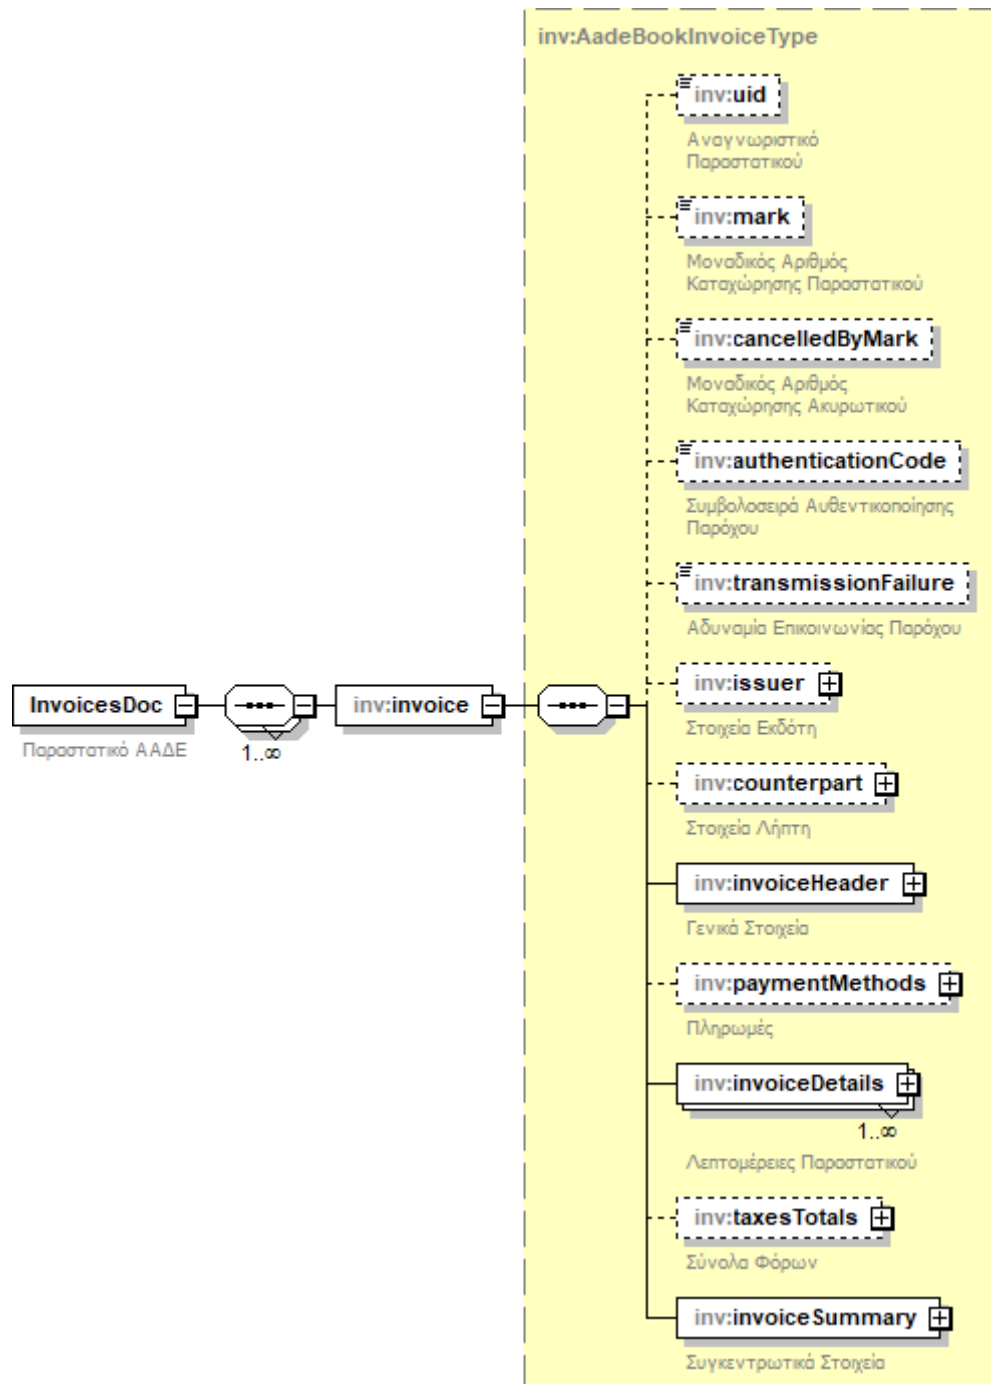 inv:AadeBookInvoiceType
inv:uid
Αναγνωριστικό
Παραστατικού
inv:mark
Μοναδικός Αριθμός
Καταχώρησης Παραστατικού
inv:cancelledByMark
Μοναδικός Αριθμός
Καταχώρησης Ακυρωτικού
inv:authenticationCode
Συμβολοσειρά Αυθεντικοποίησης
Παρόχου
inv:transmissionFailure
Αδυναμία Επικοινωνίας Παρόχου
InvoicesDoc
Παραστατικό ΑΑΔΕ
1..∞
inv:invoice
inv:issuer
Στοιχεία Εκδότη
inv:counterpart
Στοιχεία Λήπτη
inv:invoiceHeader
Γενικά Στοιχεία
inv:paymentMethods
Πληρωμές
inv:invoiceDetails
1..∞
Λεπτομέρειες Παραστατικού
inv:taxesTotals
Σύνολα Φόρων
inv:invoiceSummary
Συγκεντρωτικά Στοιχεία